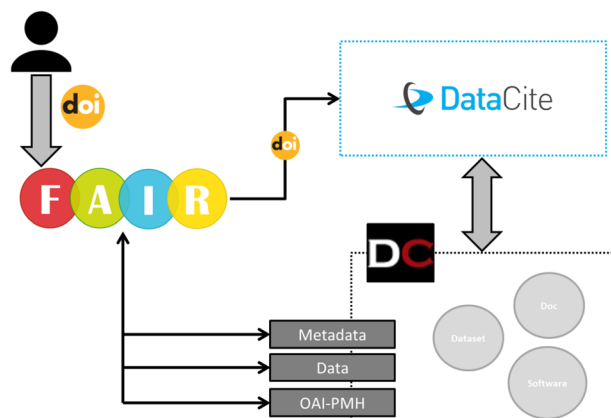 doi
DataCite
doi
F A I R
DC
Metadata
Data
OAI-PMH
Doc
Dataset
Software